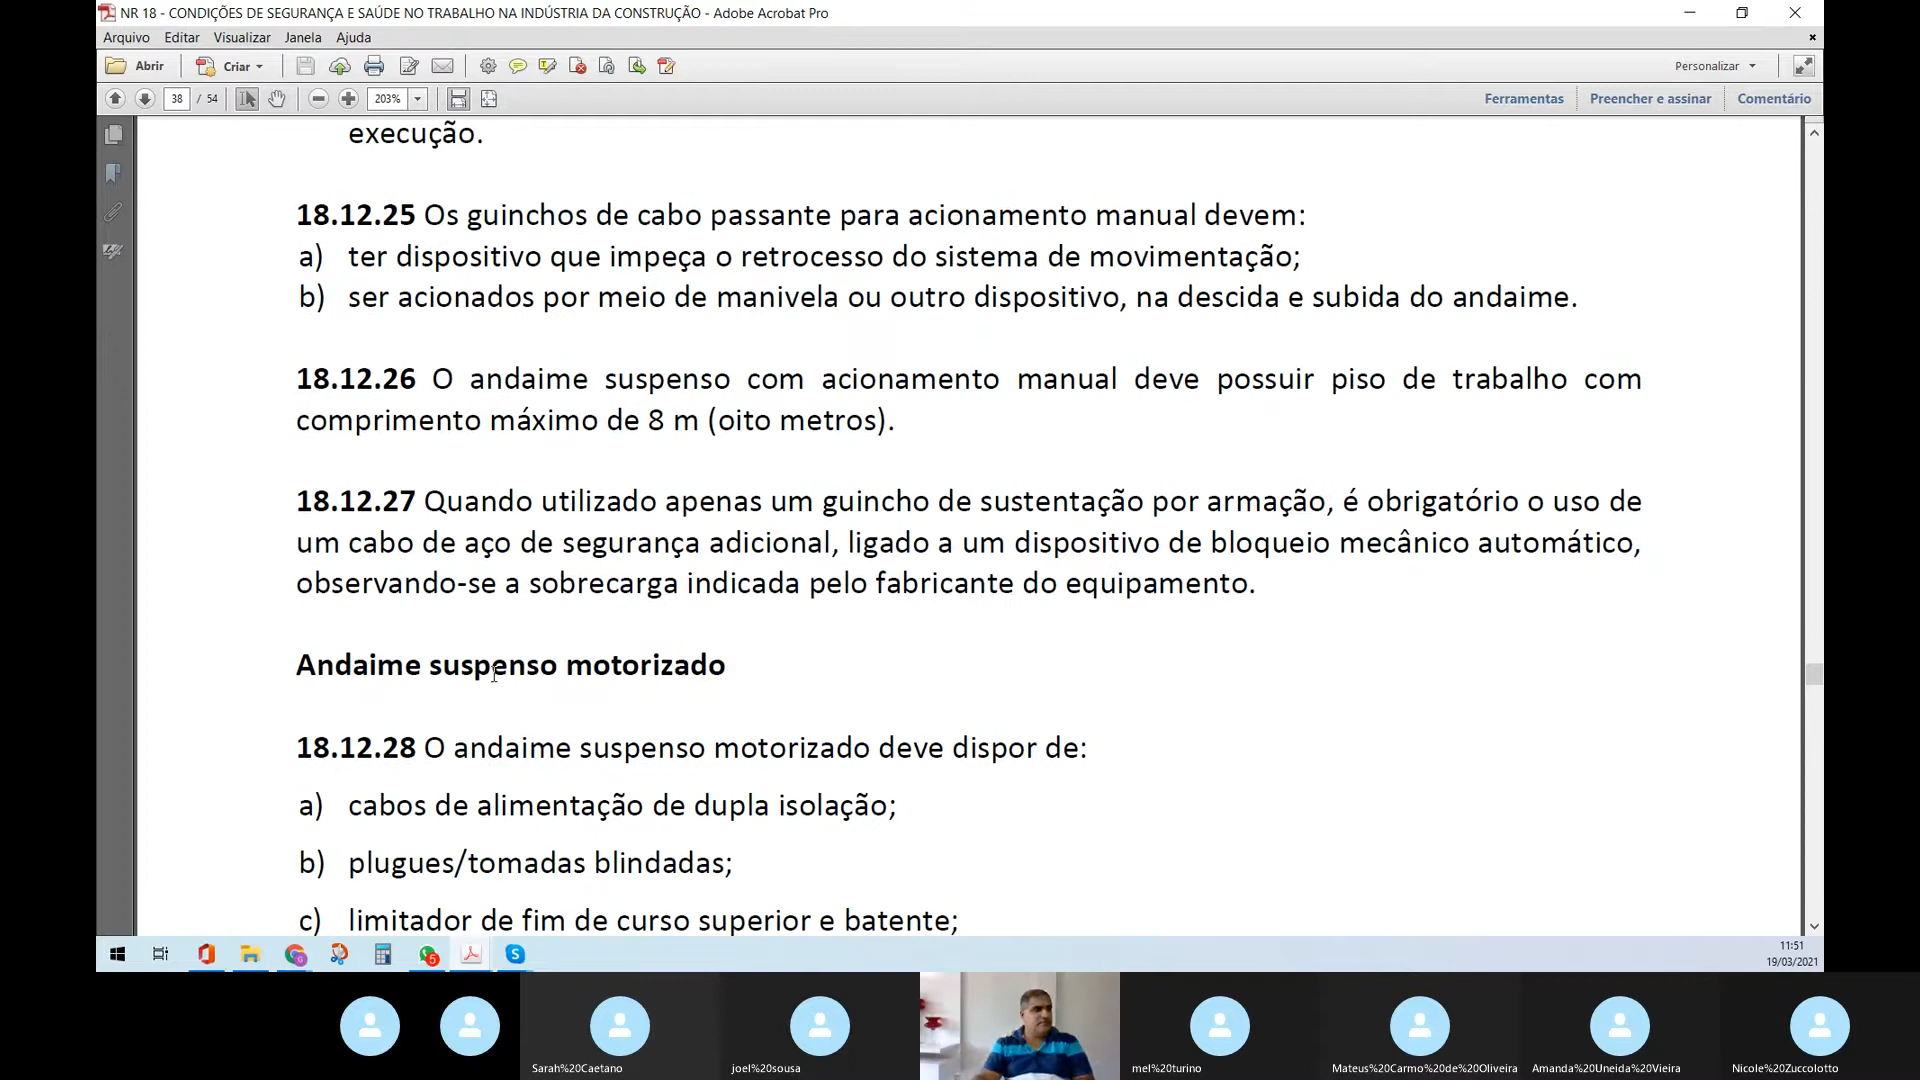 NR 18 - CONDIÇÕES DE SEGURANÇA E SAÚDE NO TRABALHO NA INDÚSTRIA DA CONSTRUÇÃO - Adobe Acrobat Pro
Arquivo Editar Visualizar Janela Ajuda
Abrir Criar Personalizar
38 / 54 203% Ferramentas Preencher e assinar Comentário
execução.
18.12.25 Os guinchos de cabo passante para acionamento manual devem:
a) ter dispositivo que impeça o retrocesso do sistema de movimentação;
b) ser acionados por meio de manivela ou outro dispositivo, na descida e subida do andaime.
18.12.26 O andaime suspenso com acionamento manual deve possuir piso de trabalho com
comprimento máximo de 8 m (oito metros).
18.12.27 Quando utilizado apenas um guincho de sustentação por armação, é obrigatório o uso de
um cabo de aço de segurança adicional, ligado a um dispositivo de bloqueio mecânico automático,
observando-se a sobrecarga indicada pelo fabricante do equipamento.
Andaime suspenso motorizado
18.12.28 O andaime suspenso motorizado deve dispor de:
a) cabos de alimentação de dupla isolação;
b) plugues/tomadas blindadas;
c) limitador de fim de curso superior e batente;
5
11:51
19/03/2021
Sarah%20Caetano joel%20sousa mel%20turino Mateus%20Carmo%20de%20Oliveira Amanda%20Uneida%20Vieira Nicole%20Zuccolotto